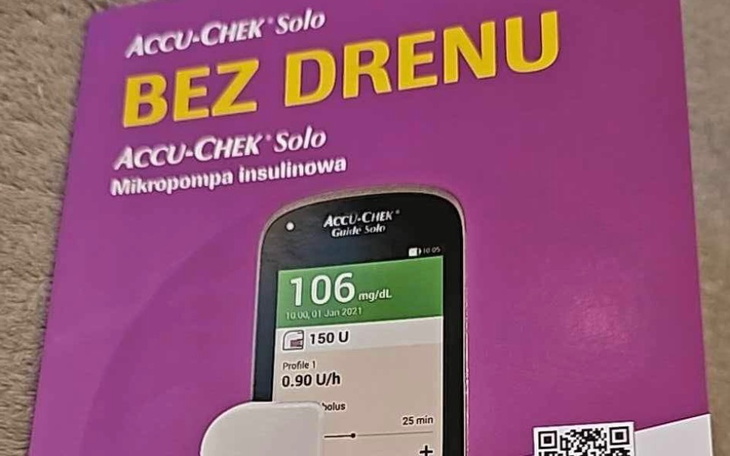 ACCU-CHEK® Solo
BEZ DRENU
ACCU-CHEK® Solo
Mikropompa insulinowa
ACCU-CHEK®
Guide Solo
10:05
106 mg/dL
10:00, 01 Jan 2021
150 U
Profile 1
0.90 U/h
bolus
25 min
+